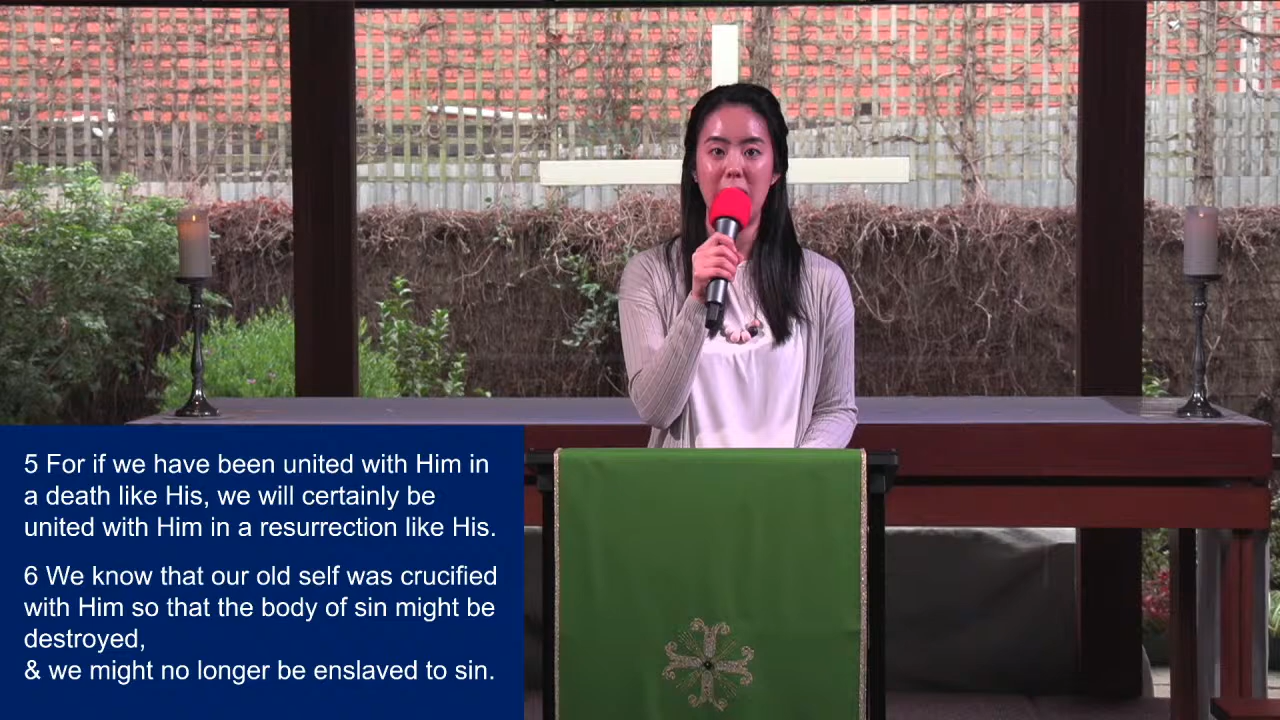 5 For if we have been united with Him in
a death like His, we will certainly be
united with Him in a resurrection like His.
6 We know that our old self was crucified
with Him so that the body of sin might be
destroyed,
& we might no longer be enslaved to sin.